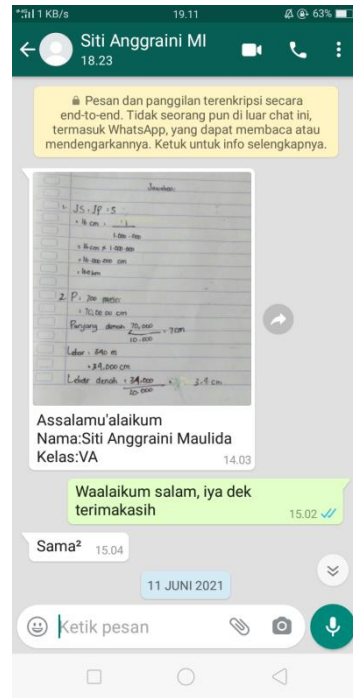 1 KB/s 19.11 63%
Siti Anggraini MI
18.23
Pesan dan panggilan terenkripsi secara
end-to-end. Tidak seorang pun di luar chat ini,
termasuk WhatsApp, yang dapat membaca atau
mendengarkannya. Ketuk untuk info selengkapnya.
Jawaban:
1. JS = JP : S
= 16 cm : 1
1.000.000
= 16 cm x 1.000.000
= 16.000.000 cm
= 160 km
2. P = 700 meter
= 70.000 cm
Panjang denah 70.000 = 7 cm
10.000
Lebar = 340 m
= 34.000 cm
Lebar denah = 34.000 = 3.4 cm
10.000
Assalamu'alaikum
Nama:Siti Anggraini Maulida
Kelas:VA
14.03
Waalaikum salam, iya dek
terimakasih
15.02
Sama² 15.04
11 JUNI 2021
Ketik pesan